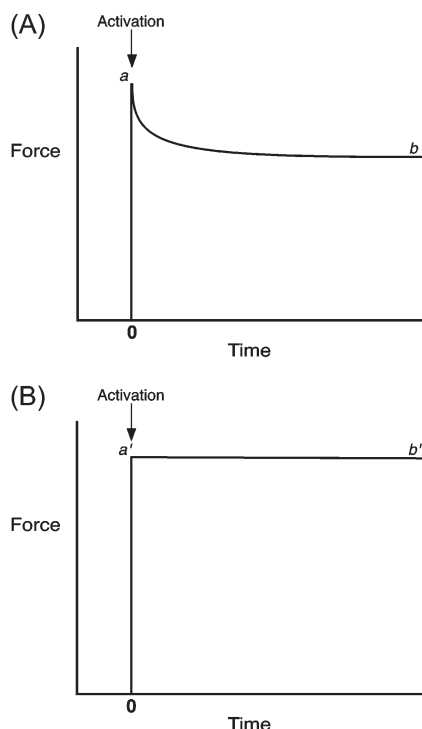 (A)
Activation
a
Force
b
0
Time
(B)
Activation
a'
b'
Force
0
Time